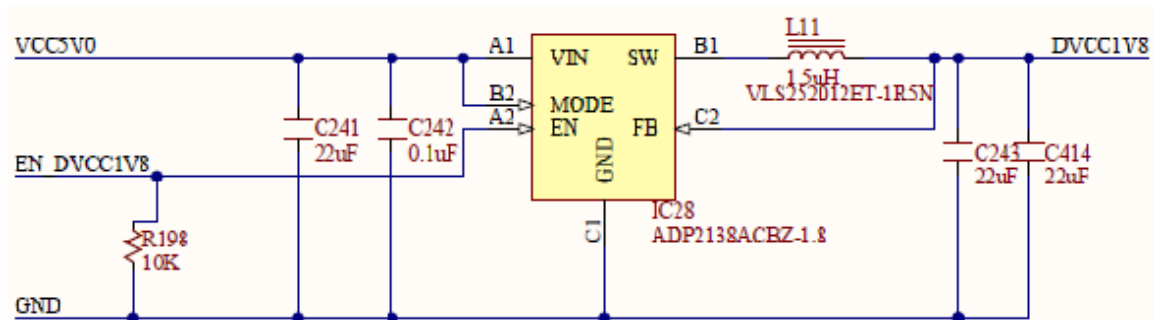 L11
VCC5V0
A1
VIN
SW
B1
DVCC1V8
1.5uH
VLS252012ET-1R5N
B2
MODE
A2
EN
FB
C2
C241
22uF
C242
0.1uF
GND
C243
22uF
C414
22uF
EN_DVCC1V8
C1
IC28
ADP2138ACBZ-1.8
R198
10K
GND